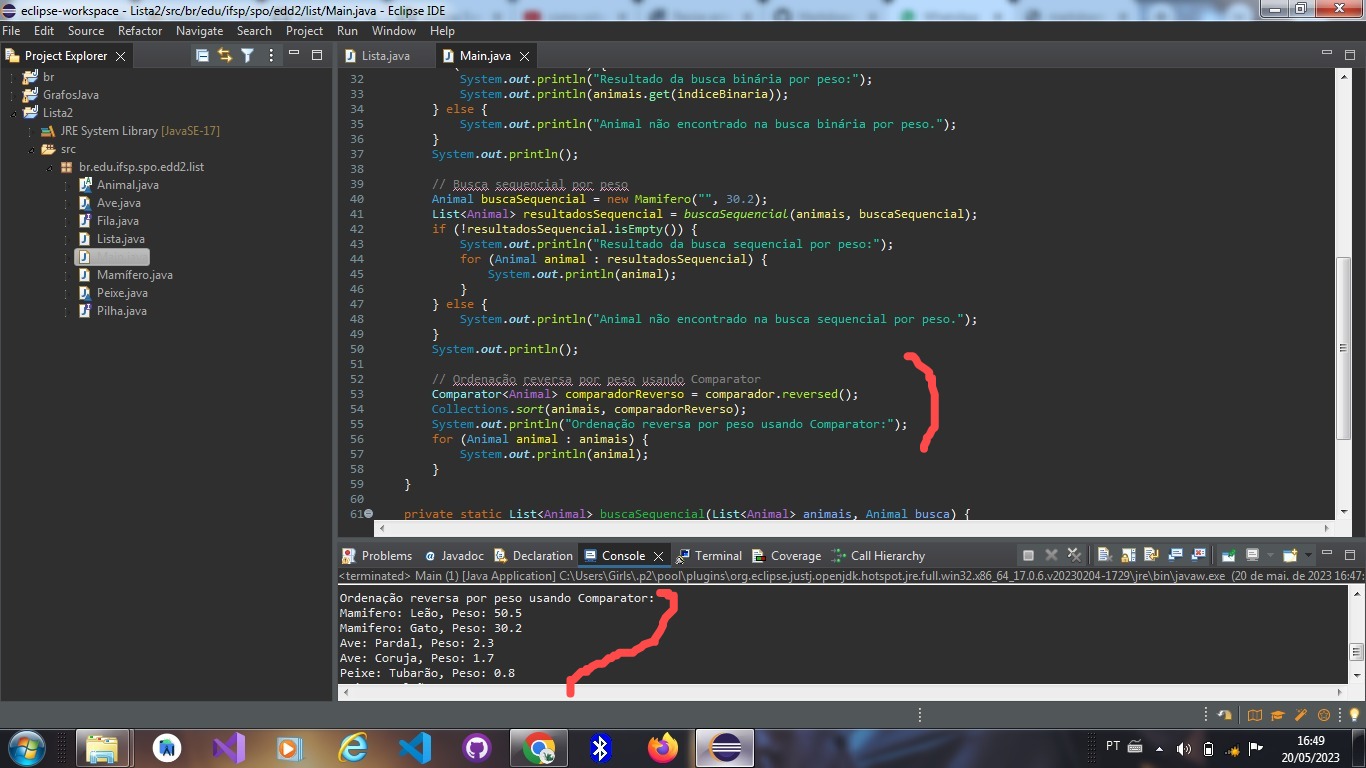 eclipse-workspace - Lista2/src/br/edu/ifsp/spo/edd2/list/Main.java - Eclipse IDE
File Edit Source Refactor Navigate Search Project Run Window Help
Project Explorer
br
GrafosJava
Lista2
JRE System Library [JavaSE-17]
src
br.edu.ifsp.spo.edd2.list
Animal.java
Ave.java
Fila.java
Lista.java
Mamífero.java
Peixe.java
Pilha.java
Lista.java Main.java
32 System.out.println("Resultado da busca binária por peso:");
33 System.out.println(animais.get(indiceBinaria));
34 } else {
35 System.out.println("Animal não encontrado na busca binária por peso.");
36 }
37 System.out.println();
38
39 // Busca sequencial por peso
40 Animal buscaSequencial = new Mamifero("", 30.2);
41 List<Animal> resultadosSequencial = buscaSequencial(animais, buscaSequencial);
42 if (!resultadosSequencial.isEmpty()) {
43 System.out.println("Resultado da busca sequencial por peso:");
44 for (Animal animal : resultadosSequencial) {
45 System.out.println(animal);
46 }
47 } else {
48 System.out.println("Animal não encontrado na busca sequencial por peso.");
49 }
50 System.out.println();
51
52 // Ordenação reversa por peso usando Comparator
53 Comparator<Animal> comparadorReverso = comparador.reversed();
54 Collections.sort(animais, comparadorReverso);
55 System.out.println("Ordenação reversa por peso usando Comparator:");
56 for (Animal animal : animais) {
57 System.out.println(animal);
58 }
59 }
60
61 private static List<Animal> buscaSequencial(List<Animal> animais, Animal busca) {
Problems Javadoc Declaration Console Terminal Coverage Call Hierarchy
<terminated> Main (1) [Java Application] C:\Users\Girls\.p2\pool\plugins\org.eclipse.justj.openjdk.hotspot.jre.full.win32.x86_64_17.0.6.v20230204-1729\jre\bin\javaw.exe (20 de mai. de 2023 16:47:
Ordenação reversa por peso usando Comparator:
Mamifero: Leão, Peso: 50.5
Mamifero: Gato, Peso: 30.2
Ave: Pardal, Peso: 2.3
Ave: Coruja, Peso: 1.7
Peixe: Tubarão, Peso: 0.8
PT
16:49
20/05/2023